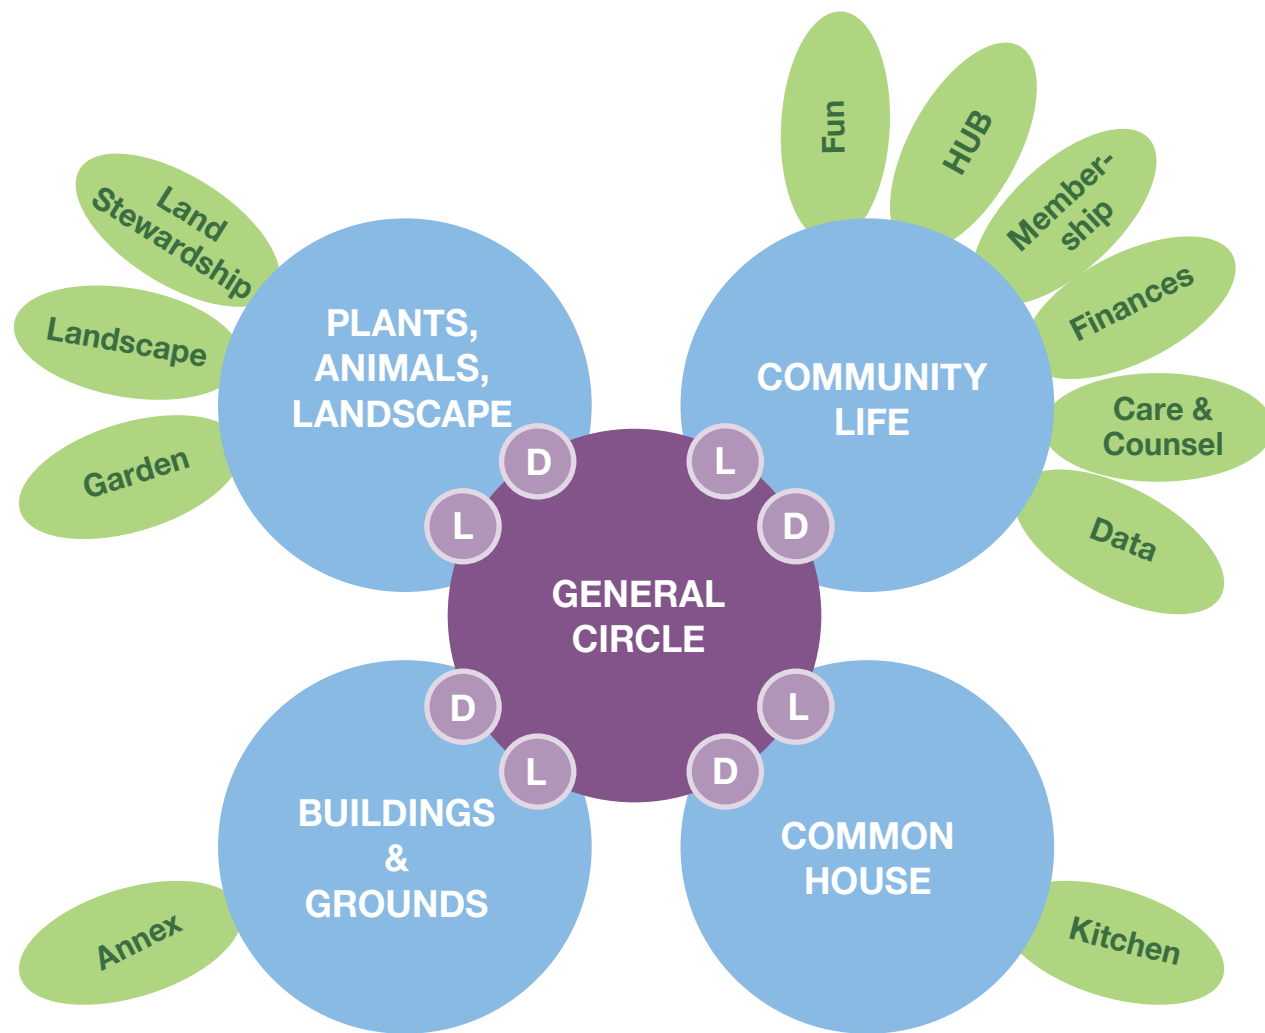 Fun
HUB
Member-
ship
Finances
Care &
Counsel
Data
Land
Stewardship
Landscape
Garden
PLANTS,
ANIMALS,
LANDSCAPE
COMMUNITY
LIFE
D
L
L
D
GENERAL
CIRCLE
D
L
L
D
BUILDINGS
&
GROUNDS
COMMON
HOUSE
Annex
Kitchen